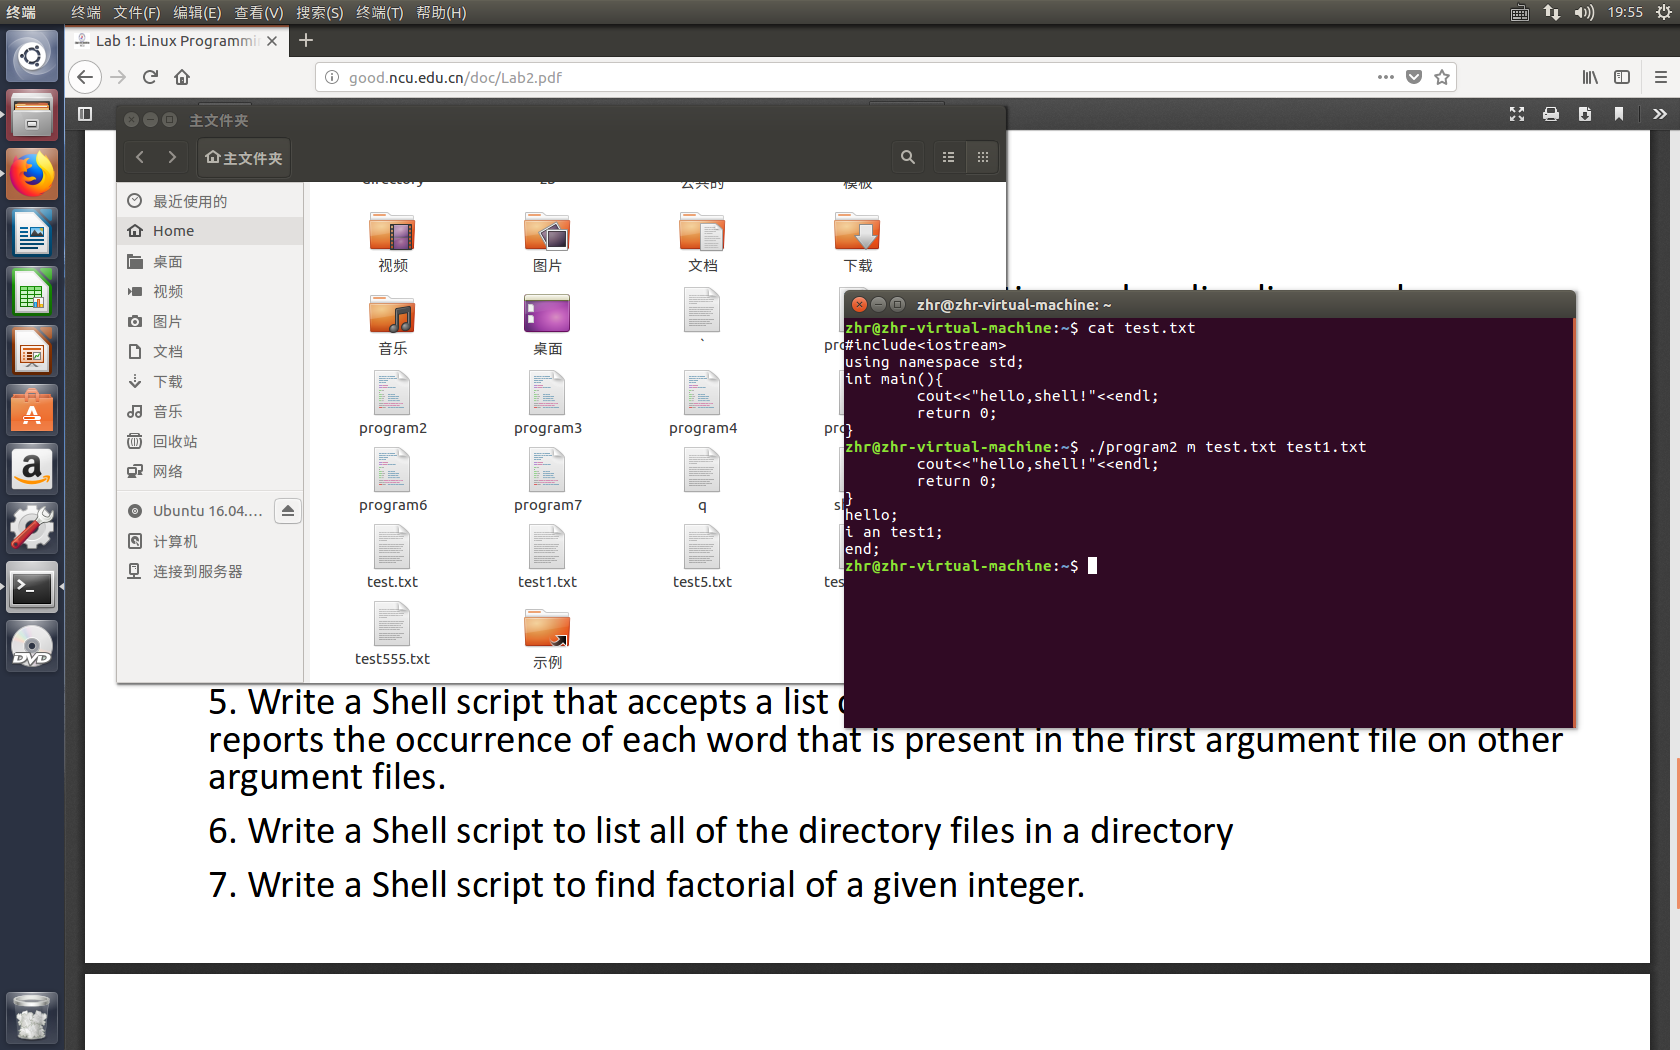 终端 终端 文件(F) 编辑(E) 查看(V) 搜索(S) 终端(T) 帮助(H) 19:55
Lab 1: Linux Programmi
good.ncu.edu.cn/doc/Lab2.pdf
主文件夹
主文件夹
最近使用的
Home
桌面
视频
图片
文档
下载
音乐
回收站
网络
Ubuntu 16.04....
计算机
连接到服务器
directory 公共的 模板
视频 图片 文档 下载
音乐 桌面 `
program2 program3 program4
program6 program7 q
test.txt test1.txt test5.txt
test555.txt 示例
zhr@zhr-virtual-machine: ~
zhr@zhr-virtual-machine:~$ cat test.txt
#include<iostream>
using namespace std;
int main(){
cout<<"hello,shell!"<<endl;
return 0;
}
zhr@zhr-virtual-machine:~$ ./program2 m test.txt test1.txt
cout<<"hello,shell!"<<endl;
return 0;
}
hello;
i an test1;
end;
zhr@zhr-virtual-machine:~$
5. Write a Shell script that accepts a list
reports the occurrence of each word that is present in the first argument file on other
argument files.
6. Write a Shell script to list all of the directory files in a directory
7. Write a Shell script to find factorial of a given integer.
DVD